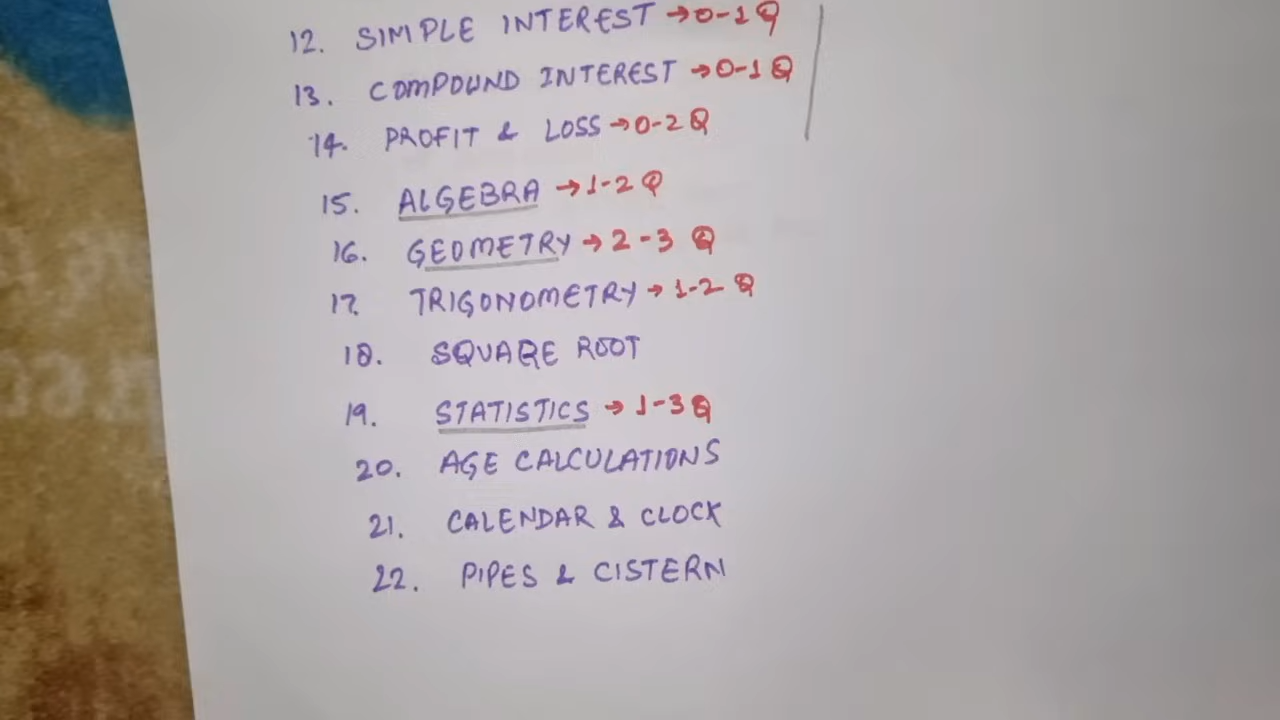 12. SIMPLE INTEREST →0-1 Q
13. COMPOUND INTEREST →0-1 Q
14. PROFIT & LOSS →0-2 Q
15. ALGEBRA →1-2 Q
16. GEOMETRY →2-3 Q
17. TRIGONOMETRY →1-2 Q
18. SQUARE ROOT
19. STATISTICS →1-3 Q
20. AGE CALCULATIONS
21. CALENDAR & CLOCK
22. PIPES & CISTERN